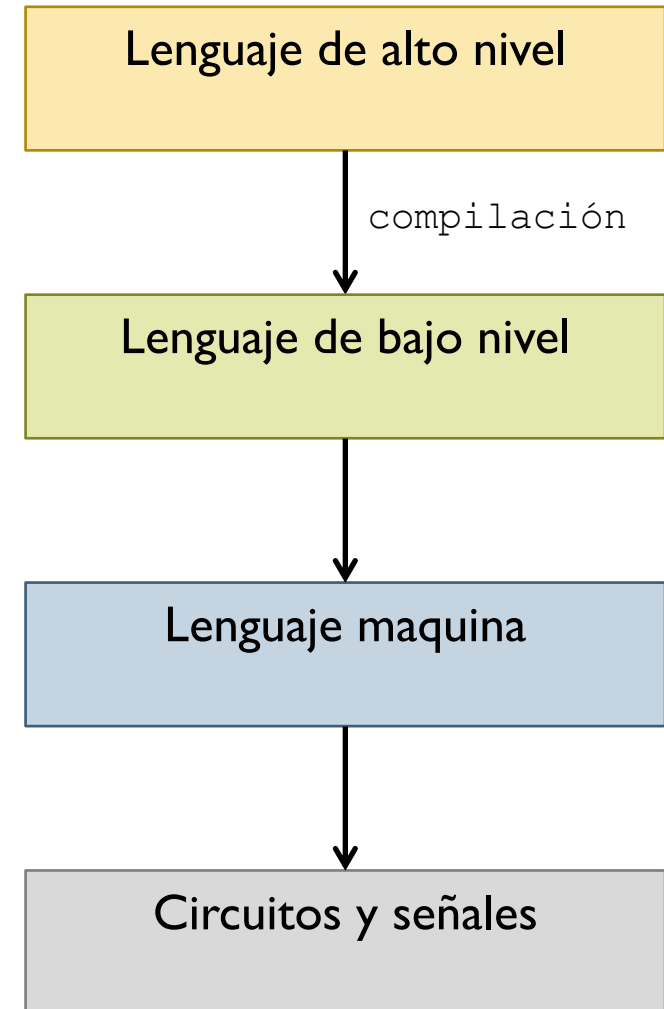 Lenguaje de alto nivel
compilación
Lenguaje de bajo nivel
Lenguaje maquina
Circuitos y señales